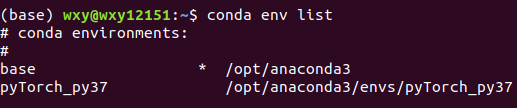 (base) wxy@wxy12151:~$ conda env list
# conda environments:
#
base                  *  /opt/anaconda3
pyTorch_py37             /opt/anaconda3/envs/pyTorch_py37